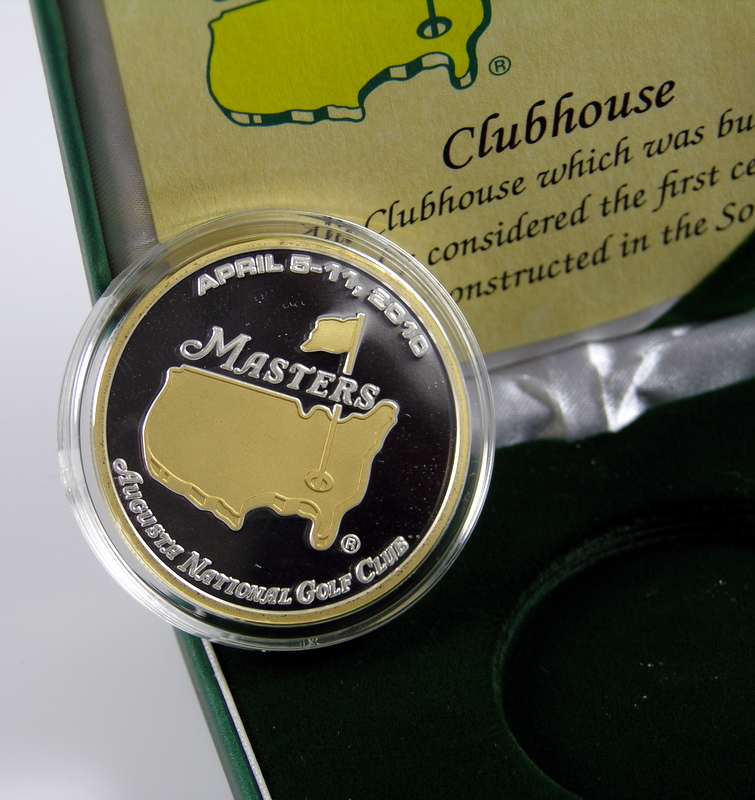 ®
Clubhouse
Clubhouse which was bu
considered the first ce
onstructed in the So
APRIL 5-11, 2010
MASTERS
®
AUGUSTA NATIONAL GOLF CLUB